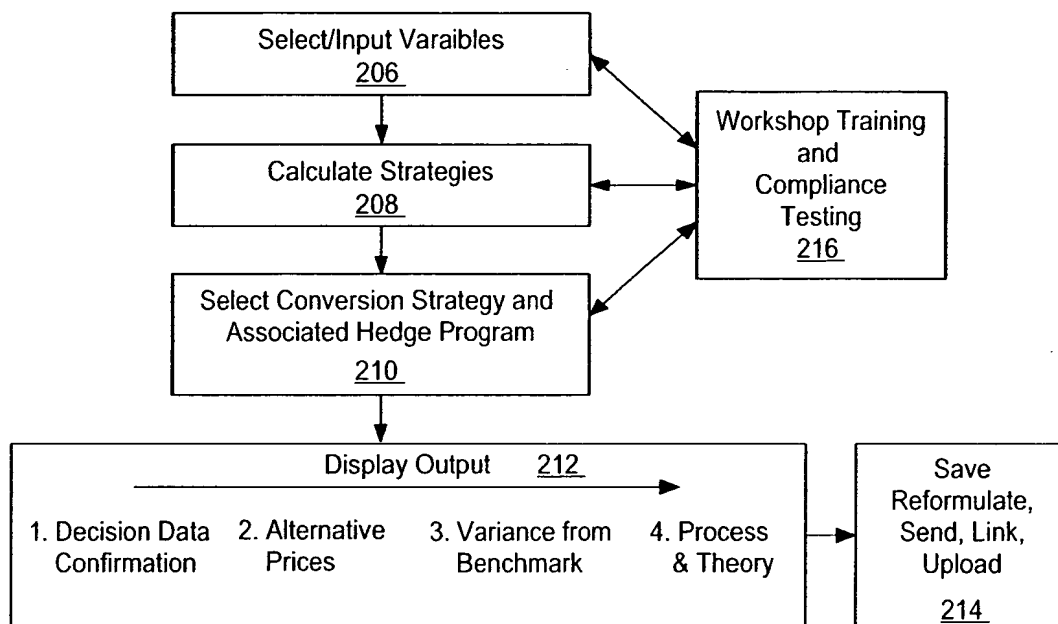 Select/Input Varaibles
206
Calculate Strategies
208
Select Conversion Strategy and
Associated Hedge Program
210
Workshop Training
and
Compliance
Testing
216
Display Output 212
1. Decision Data
Confirmation
2. Alternative
Prices
3. Variance from
Benchmark
4. Process
& Theory
Save
Reformulate,
Send, Link,
Upload
214